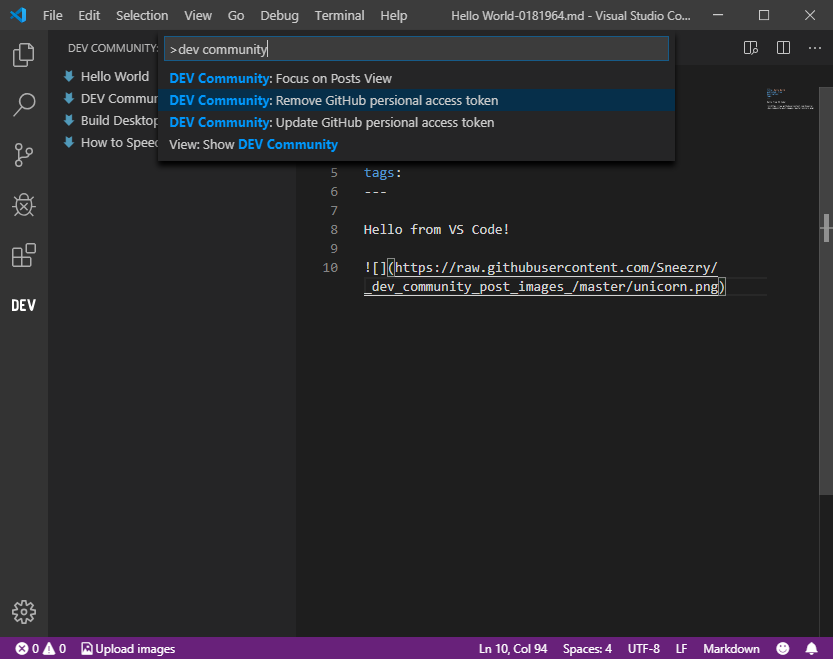 File Edit Selection View Go Debug Terminal Help Hello World-0181964.md - Visual Studio Co...
DEV COMMUNITY:
>dev community
Hello World
DEV Commun
Build Desktop
How to Speed
DEV Community: Focus on Posts View
DEV Community: Remove GitHub persional access token
DEV Community: Update GitHub persional access token
View: Show DEV Community
5 tags:
6 ---
7
8 Hello from VS Code!
9
10 ![](https://raw.githubusercontent.com/Sneezry/
_dev_community_post_images_/master/unicorn.png)
DEV
0 0 Upload images Ln 10, Col 94 Spaces: 4 UTF-8 LF Markdown